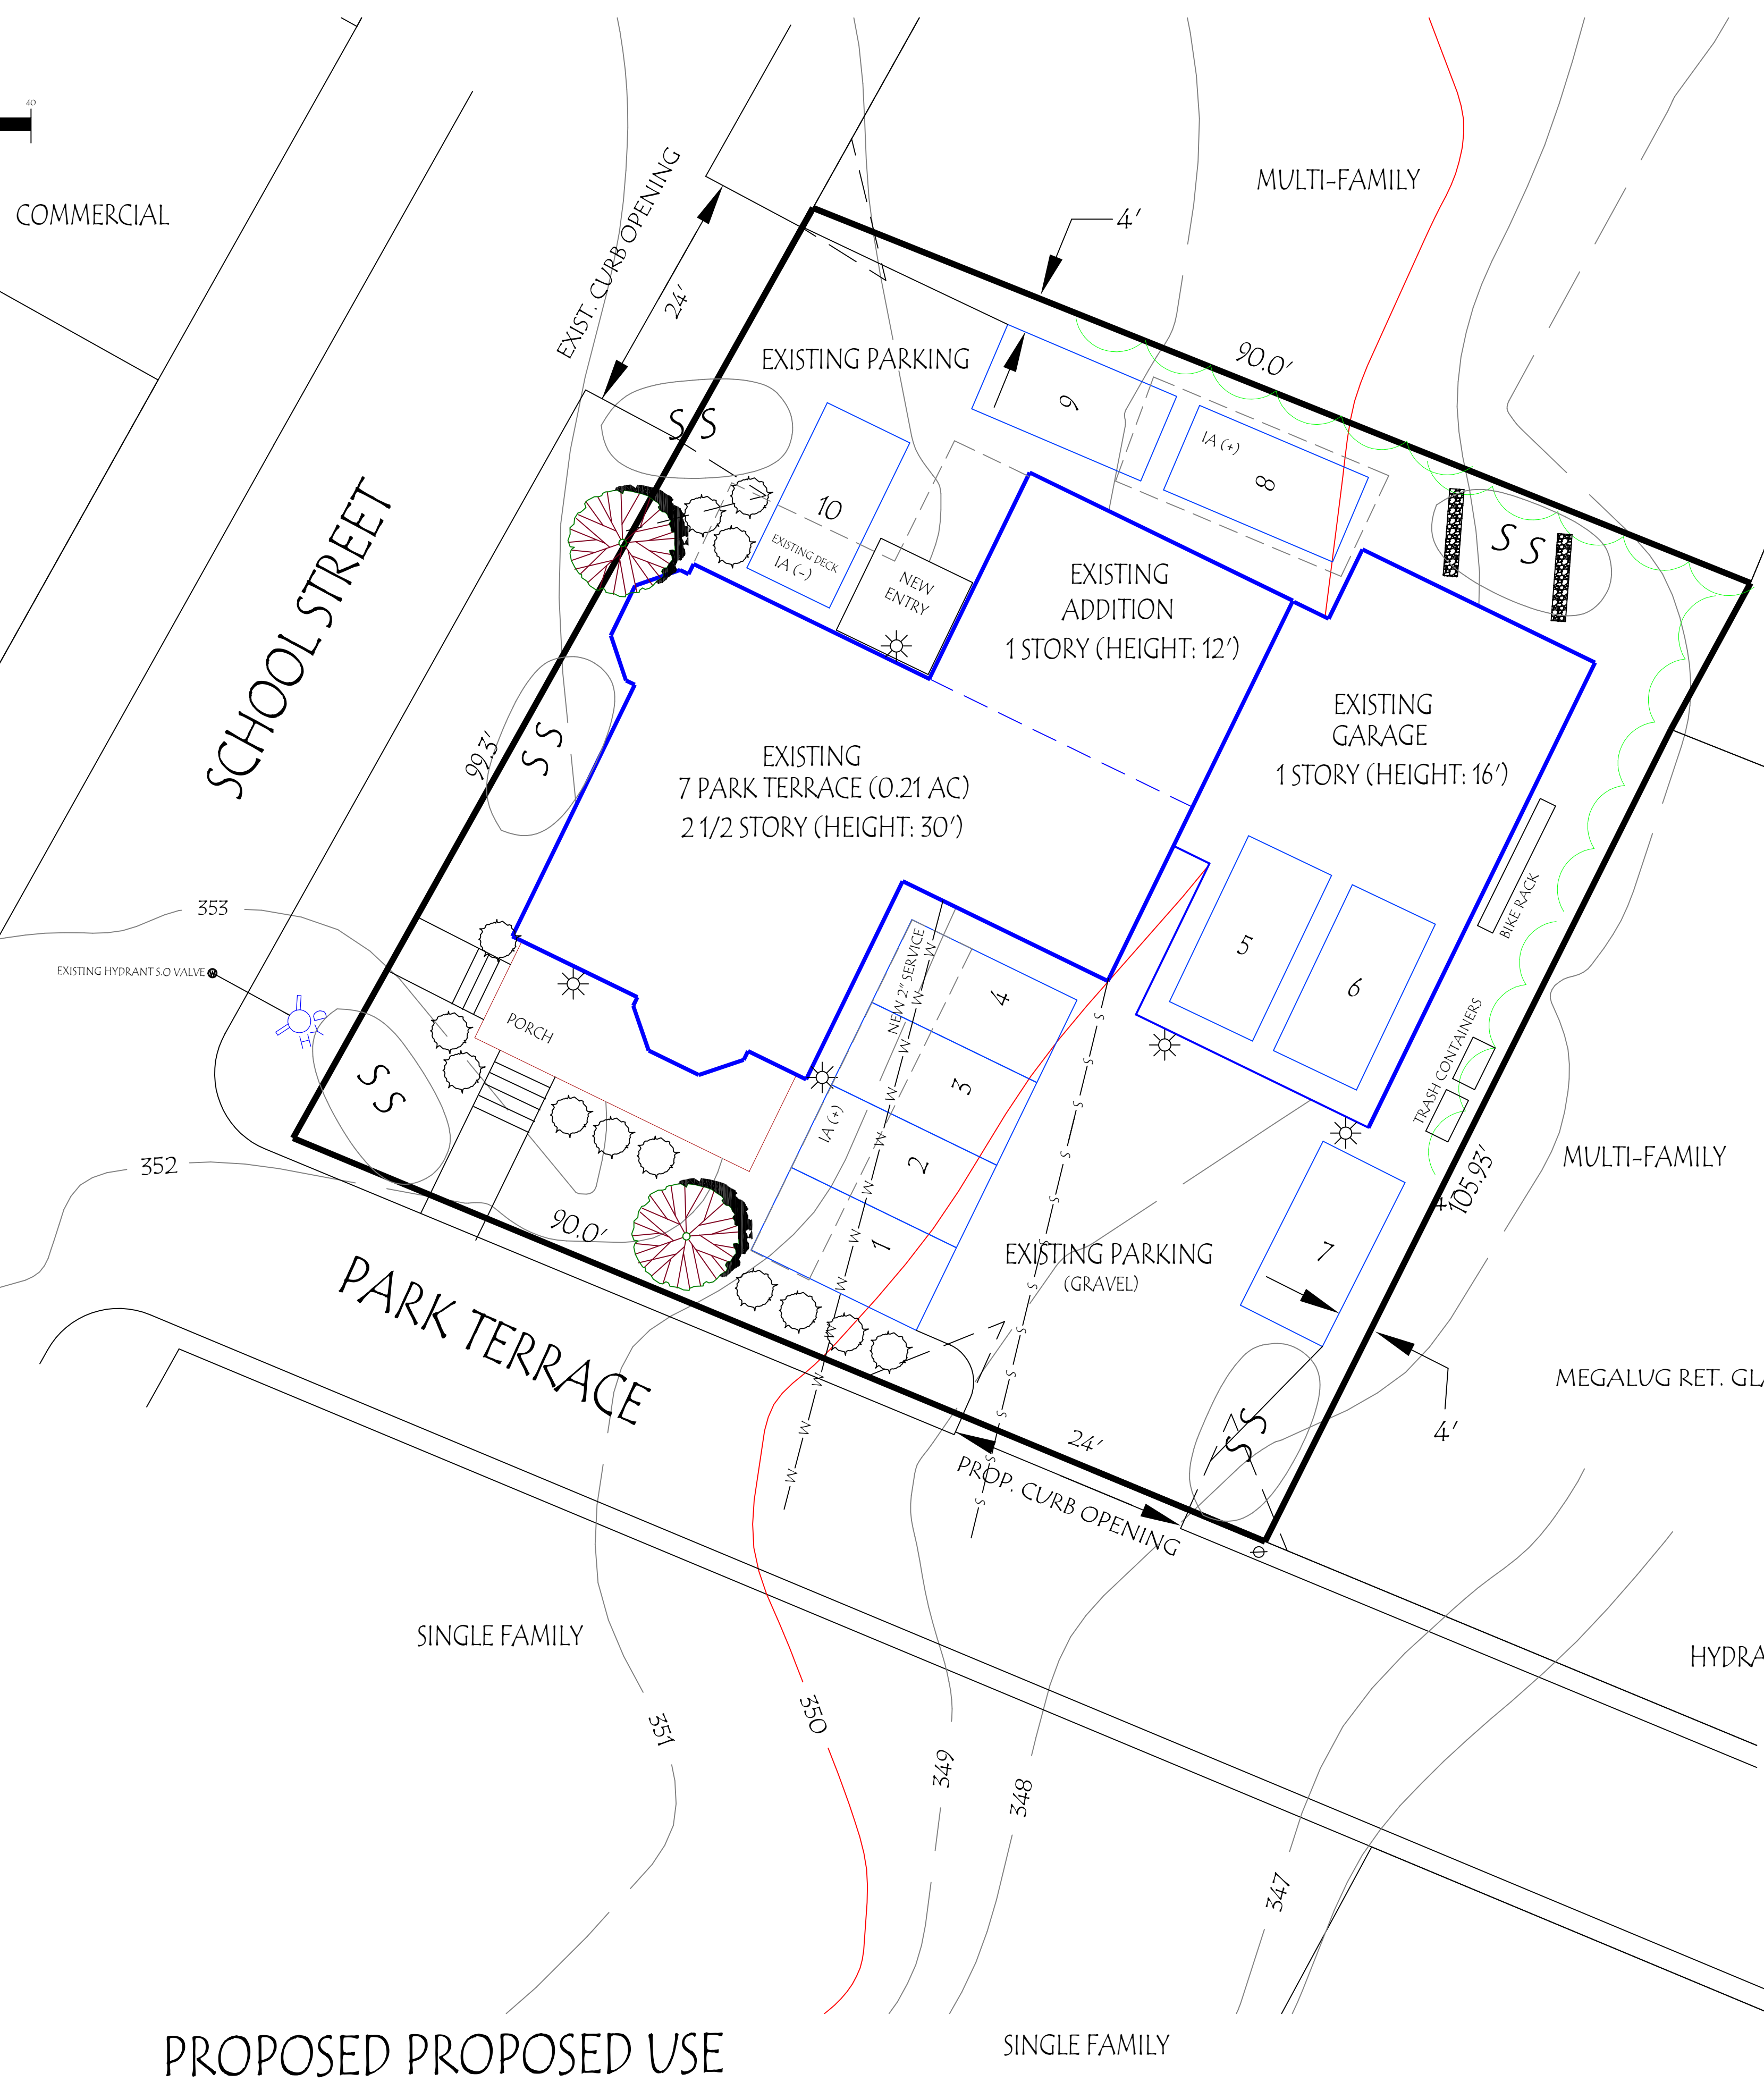 40
COMMERCIAL
MULTI-FAMILY
4'
EXIST. CURB OPENING
24'
EXISTING PARKING
90.0'
9
IA (+)
8
S S
S S
10
EXISTING DECK
IA (-)
NEW
ENTRY
EXISTING
ADDITION
1 STORY (HEIGHT: 12')
SCHOOL STREET
EXISTING
GARAGE
1 STORY (HEIGHT: 16')
99.3'
S S
EXISTING
7 PARK TERRACE (0.21 AC)
2 1/2 STORY (HEIGHT: 30')
353
EXISTING HYDRANT S.O VALVE
W
HYD
PORCH
NEW 2" SERVICE
4
3
2
1
IA (+)
5
6
BIKE RACK
TRASH CONTAINERS
S S
352
90.0'
PARK TERRACE
EXISTING PARKING
(GRAVEL)
7
105.93'
MULTI-FAMILY
MEGALUG RET. GLA
4'
S S
24'
PROP. CURB OPENING
W W W W W W W W W W W W
S S S S S S S S S S
SINGLE FAMILY
HYDRA
351
350
349
348
347
PROPOSED PROPOSED USE
SINGLE FAMILY